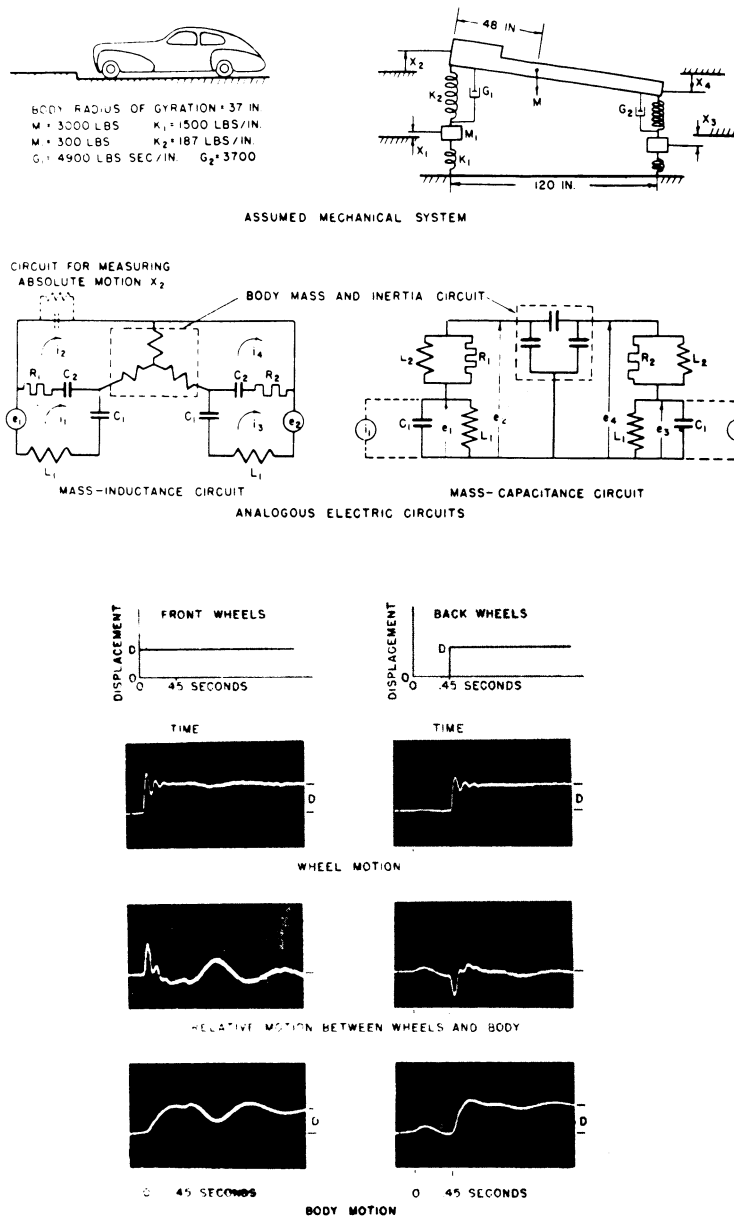 48 IN.
X2
K2
G1
M
X4
G2
X3
M1
X1
K1
120 IN.
BODY RADIUS OF GYRATION = 37 IN.
M = 3000 LBS K1 = 1500 LBS/IN.
M1 = 300 LBS K2 = 187 LBS/IN.
G1 = 4900 LBS SEC/IN. G2 = 3700
ASSUMED MECHANICAL SYSTEM
CIRCUIT FOR MEASURING
ABSOLUTE MOTION X2
BODY MASS AND INERTIA CIRCUIT
i2
i4
R1
C2
C2
R2
e1
i1
C1
C1
i3
e2
L1
L1
L2
R1
R2
L2
i1
C1
e1
L1
e2
e4
L1
e3
C1
MASS-INDUCTANCE CIRCUIT
MASS-CAPACITANCE CIRCUIT
ANALOGOUS ELECTRIC CIRCUITS
DISPLACEMENT
FRONT WHEELS
D
0
0
.45 SECONDS
TIME
DISPLACEMENT
BACK WHEELS
D
0
.45 SECONDS
TIME
D
D
WHEEL MOTION
RELATIVE MOTION BETWEEN WHEELS AND BODY
D
D
0 45 SECONDS
0 45 SECONDS
BODY MOTION